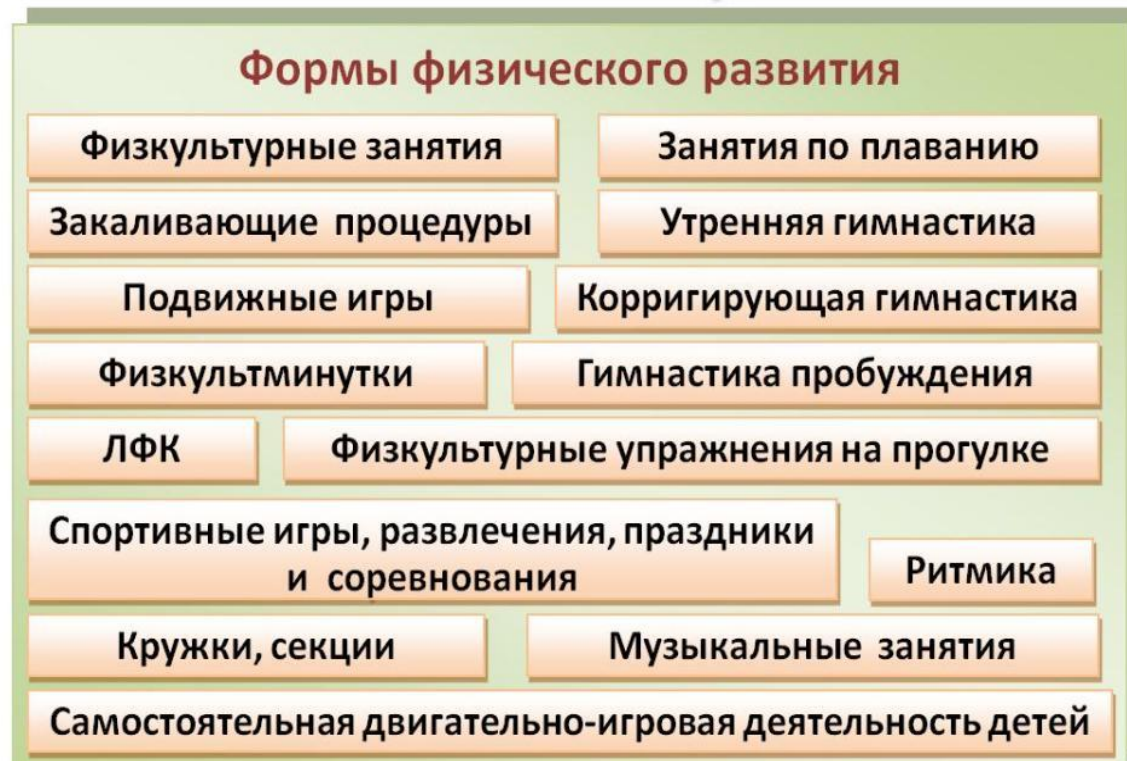 Формы физического развития
Физкультурные занятия
Занятия по плаванию
Закаливающие процедуры
Утренняя гимнастика
Подвижные игры
Корригирующая гимнастика
Физкультминутки
Гимнастика пробуждения
ЛФК
Физкультурные упражнения на прогулке
Спортивные игры, развлечения, праздники
и соревнования
Ритмика
Кружки, секции
Музыкальные занятия
Самостоятельная двигательно-игровая деятельность детей